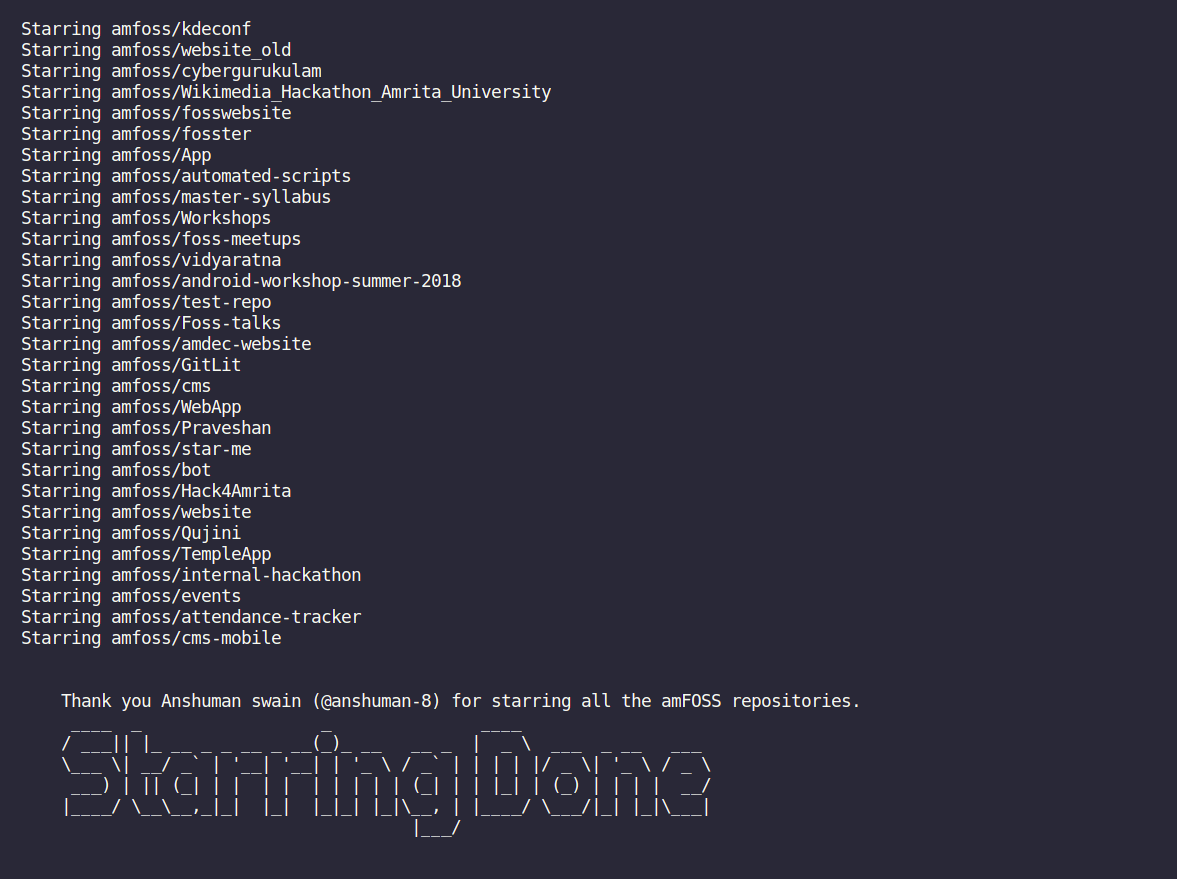 Starring amfoss/kdeconf
Starring amfoss/website_old
Starring amfoss/cybergurukulam
Starring amfoss/Wikimedia_Hackathon_Amrita_University
Starring amfoss/fosswebsite
Starring amfoss/fosster
Starring amfoss/App
Starring amfoss/automated-scripts
Starring amfoss/master-syllabus
Starring amfoss/Workshops
Starring amfoss/foss-meetups
Starring amfoss/vidyaratna
Starring amfoss/android-workshop-summer-2018
Starring amfoss/test-repo
Starring amfoss/Foss-talks
Starring amfoss/amdec-website
Starring amfoss/GitLit
Starring amfoss/cms
Starring amfoss/WebApp
Starring amfoss/Praveshan
Starring amfoss/star-me
Starring amfoss/bot
Starring amfoss/Hack4Amrita
Starring amfoss/website
Starring amfoss/Qujini
Starring amfoss/TempleApp
Starring amfoss/internal-hackathon
Starring amfoss/events
Starring amfoss/attendance-tracker
Starring amfoss/cms-mobile
Thank you Anshuman swain (@anshuman-8) for starring all the amFOSS repositories.
Starring Done